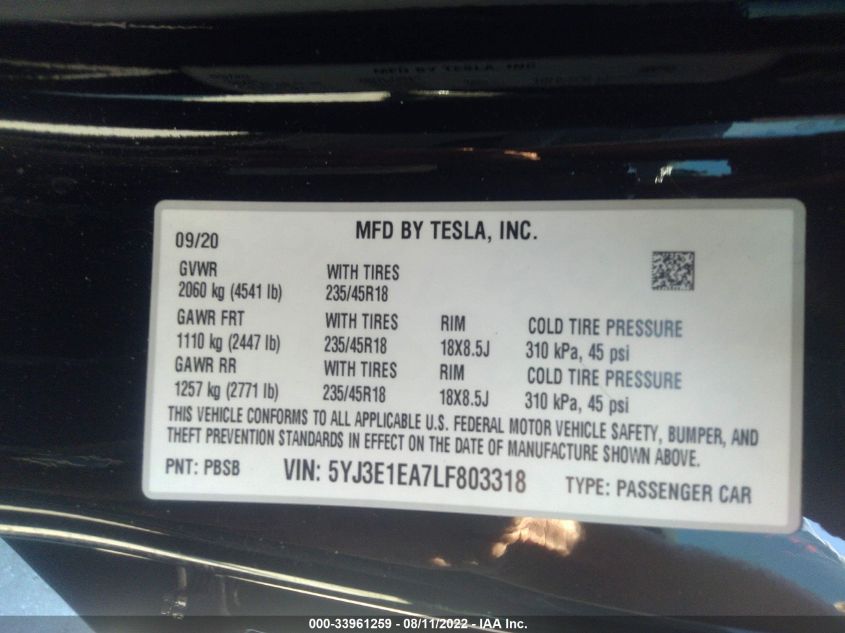 MFD BY TESLA, INC.
09/20
MFD BY TESLA, INC.
GVWR WITH TIRES
2060 kg (4541 lb) 235/45R18
GAWR FRT WITH TIRES RIM COLD TIRE PRESSURE
1110 kg (2447 lb) 235/45R18 18X8.5J 310 kPa, 45 psi
GAWR RR WITH TIRES RIM COLD TIRE PRESSURE
1257 kg (2771 lb) 235/45R18 18X8.5J 310 kPa, 45 psi
THIS VEHICLE CONFORMS TO ALL APPLICABLE U.S. FEDERAL MOTOR VEHICLE SAFETY, BUMPER, AND
THEFT PREVENTION STANDARDS IN EFFECT ON THE DATE OF MANUFACTURE SHOWN ABOVE.
PNT: PBSB VIN: 5YJ3E1EA7LF803318 TYPE: PASSENGER CAR
000-33961259 - 08/11/2022 - IAA Inc.